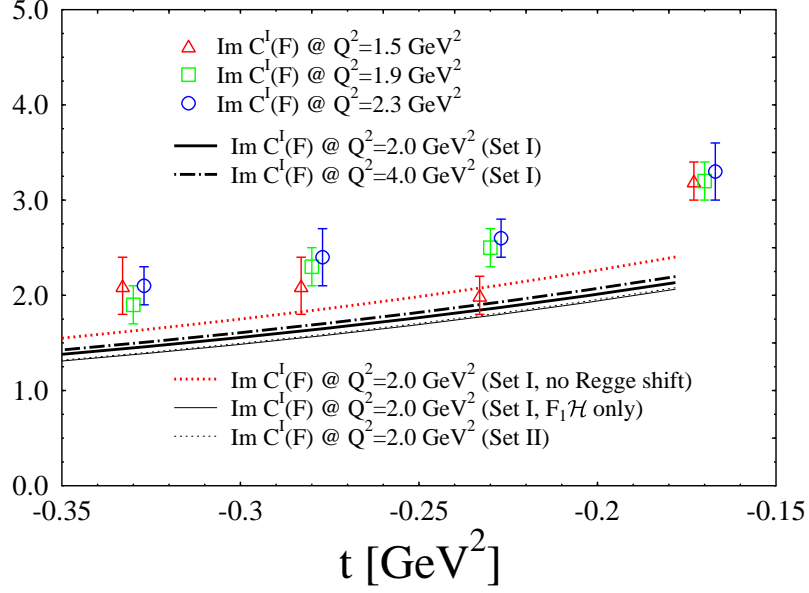 5.0
4.0
3.0
2.0
1.0
0.0
Im C^I(F) @ Q^2=1.5 GeV^2
Im C^I(F) @ Q^2=1.9 GeV^2
Im C^I(F) @ Q^2=2.3 GeV^2
Im C^I(F) @ Q^2=2.0 GeV^2 (Set I)
Im C^I(F) @ Q^2=4.0 GeV^2 (Set I)
Im C^I(F) @ Q^2=2.0 GeV^2 (Set I, no Regge shift)
Im C^I(F) @ Q^2=2.0 GeV^2 (Set I, F_1ℋ only)
Im C^I(F) @ Q^2=2.0 GeV^2 (Set II)
-0.35 -0.3 -0.25 -0.2 -0.15
t [GeV^2]